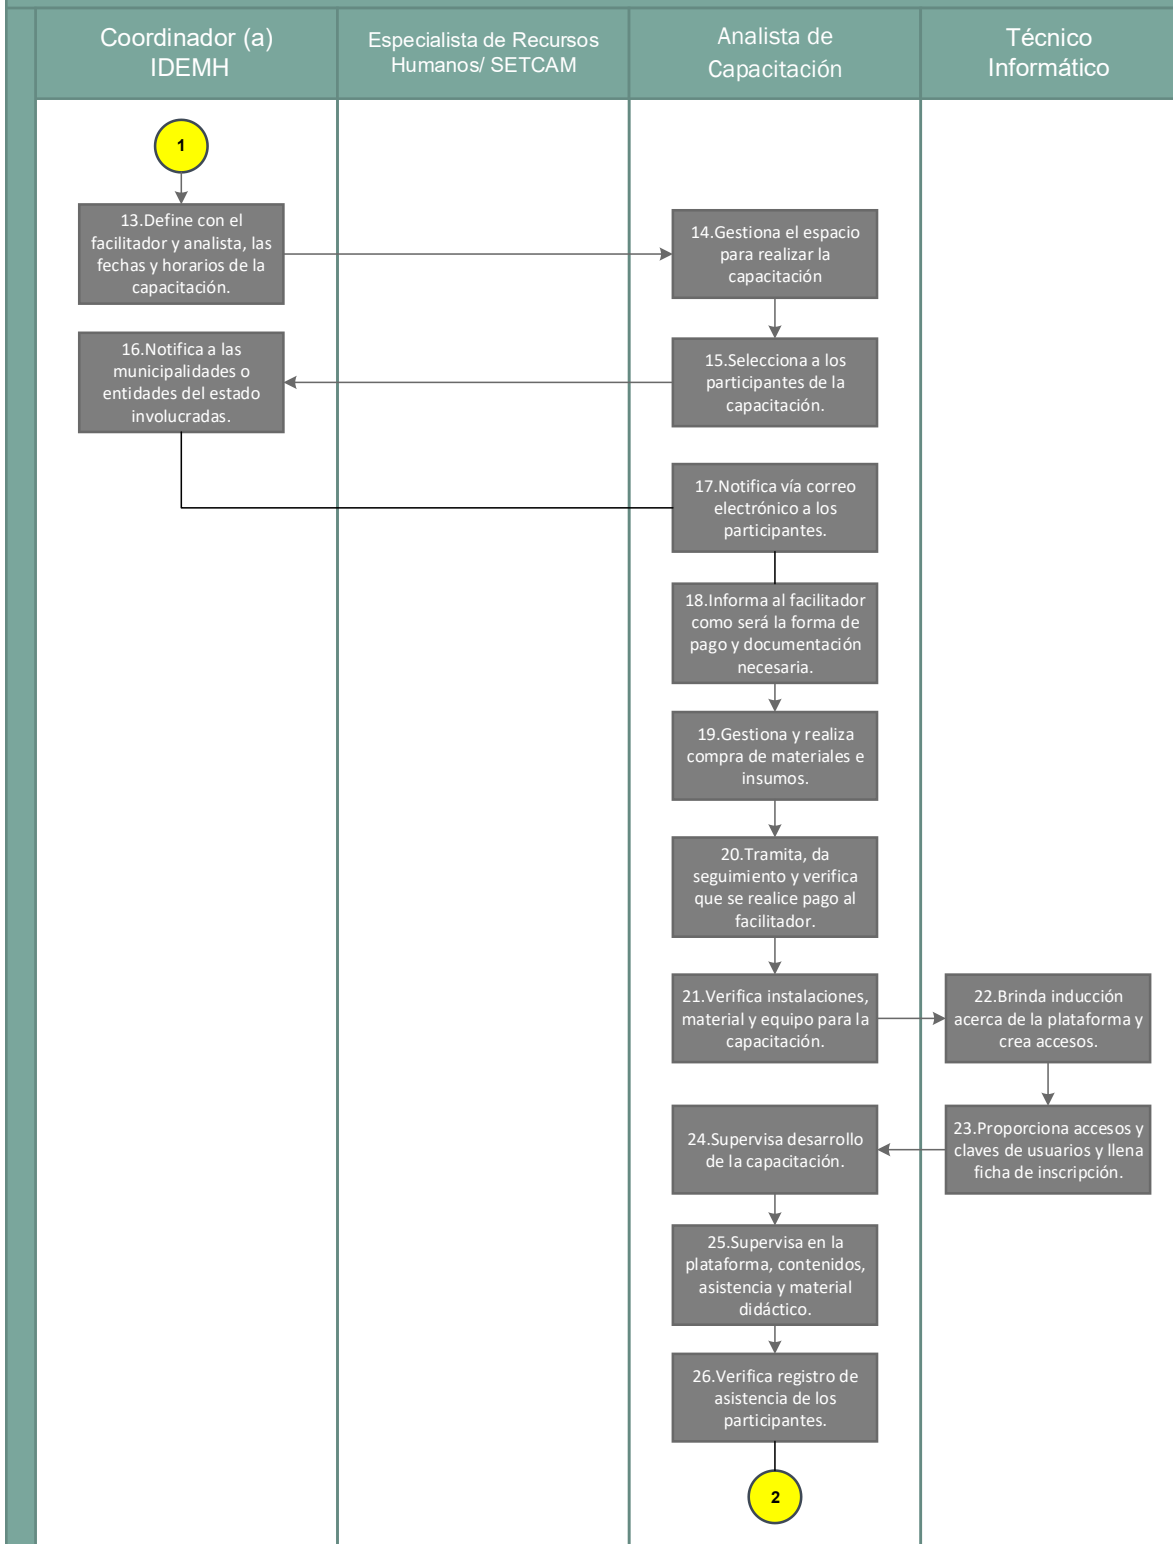 Coordinador (a)
IDEMH
Especialista de Recursos
Humanos/ SETCAM
Analista de
Capacitación
Técnico
Informático
1
13.Define con el
facilitador y analista, las
fechas y horarios de la
capacitación.
14.Gestiona el espacio
para realizar la
capacitación
15.Selecciona a los
participantes de la
capacitación.
16.Notifica a las
municipalidades o
entidades del estado
involucradas.
17.Notifica vía correo
electrónico a los
participantes.
18.Informa al facilitador
como será la forma de
pago y documentación
necesaria.
19.Gestiona y realiza
compra de materiales e
insumos.
20.Tramita, da
seguimiento y verifica
que se realice pago al
facilitador.
21.Verifica instalaciones,
material y equipo para la
capacitación.
22.Brinda inducción
acerca de la plataforma y
crea accesos.
23.Proporciona accesos y
claves de usuarios y llena
ficha de inscripción.
24.Supervisa desarrollo
de la capacitación.
25.Supervisa en la
plataforma, contenidos,
asistencia y material
didáctico.
26.Verifica registro de
asistencia de los
participantes.
2